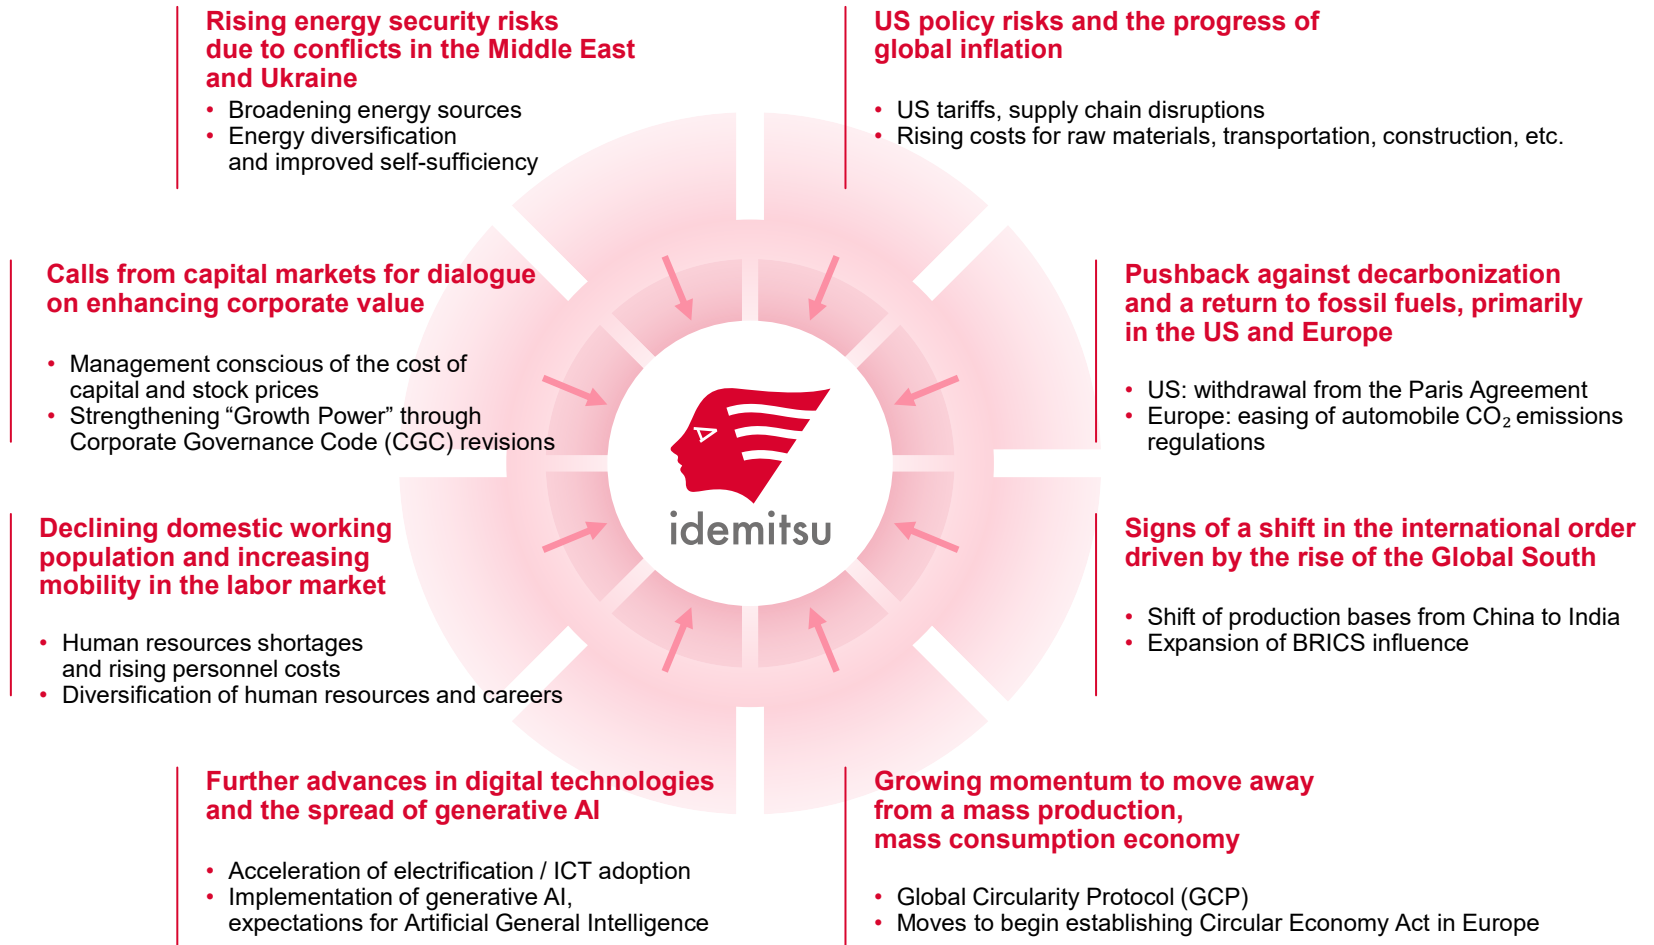 Rising energy security risks
due to conflicts in the Middle East
and Ukraine
• Broadening energy sources
• Energy diversification
and improved self-sufficiency
US policy risks and the progress of
global inflation
• US tariffs, supply chain disruptions
• Rising costs for raw materials, transportation, construction, etc.
Calls from capital markets for dialogue
on enhancing corporate value
• Management conscious of the cost of
capital and stock prices
• Strengthening “Growth Power” through
Corporate Governance Code (CGC) revisions
Pushback against decarbonization
and a return to fossil fuels, primarily
in the US and Europe
• US: withdrawal from the Paris Agreement
• Europe: easing of automobile CO₂ emissions
regulations
idemitsu
Declining domestic working
population and increasing
mobility in the labor market
• Human resources shortages
and rising personnel costs
• Diversification of human resources and careers
Signs of a shift in the international order
driven by the rise of the Global South
• Shift of production bases from China to India
• Expansion of BRICS influence
Further advances in digital technologies
and the spread of generative AI
• Acceleration of electrification / ICT adoption
• Implementation of generative AI,
expectations for Artificial General Intelligence
Growing momentum to move away
from a mass production,
mass consumption economy
• Global Circularity Protocol (GCP)
• Moves to begin establishing Circular Economy Act in Europe